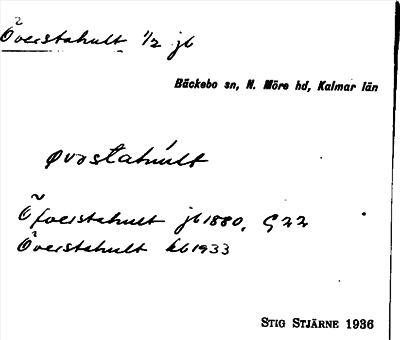 Överstahult 1/2 jb
Bäckebo sn, N. Möre hd, Kalmar län
øvəstahult
Öfverstahult jb 1880, G 22
Överstahult kb 1933
STIG STJÄRNE 1936